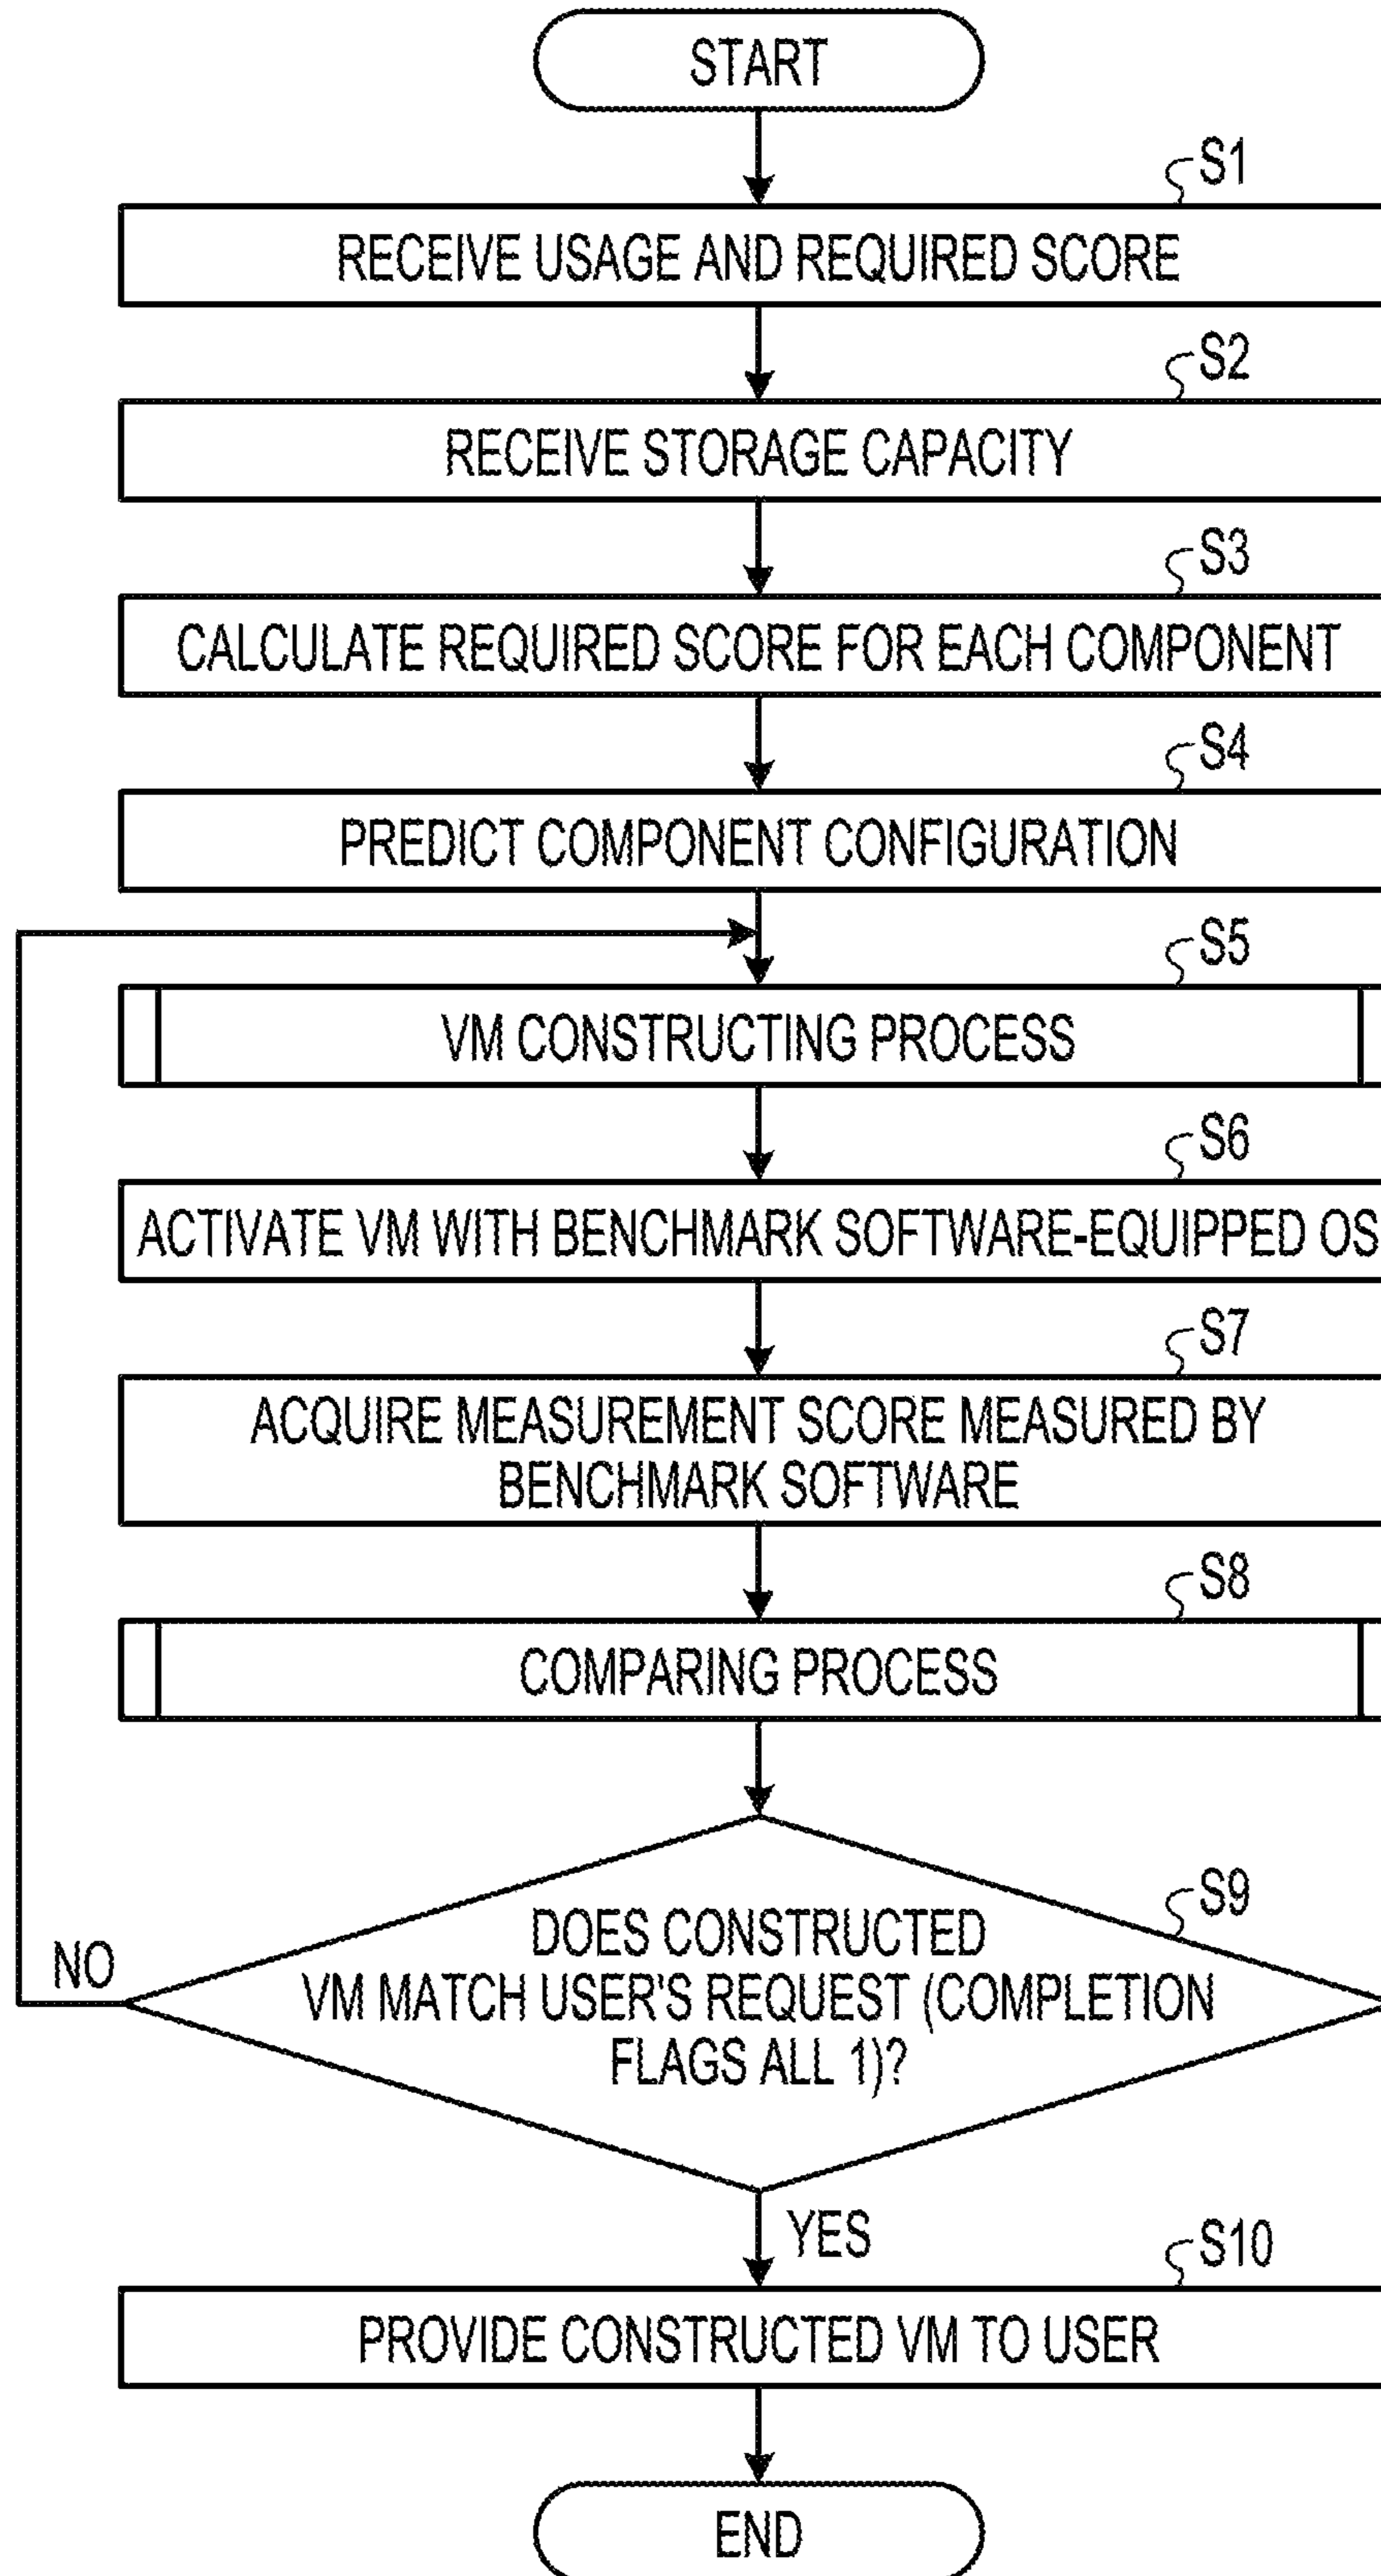 START
S1
RECEIVE USAGE AND REQUIRED SCORE
S2
RECEIVE STORAGE CAPACITY
S3
CALCULATE REQUIRED SCORE FOR EACH COMPONENT
S4
PREDICT COMPONENT CONFIGURATION
S5
VM CONSTRUCTING PROCESS
S6
ACTIVATE VM WITH BENCHMARK SOFTWARE-EQUIPPED OS
S7
ACQUIRE MEASUREMENT SCORE MEASURED BY
BENCHMARK SOFTWARE
S8
COMPARING PROCESS
S9
DOES CONSTRUCTED
VM MATCH USER'S REQUEST (COMPLETION
FLAGS ALL 1)?
NO
YES
S10
PROVIDE CONSTRUCTED VM TO USER
END